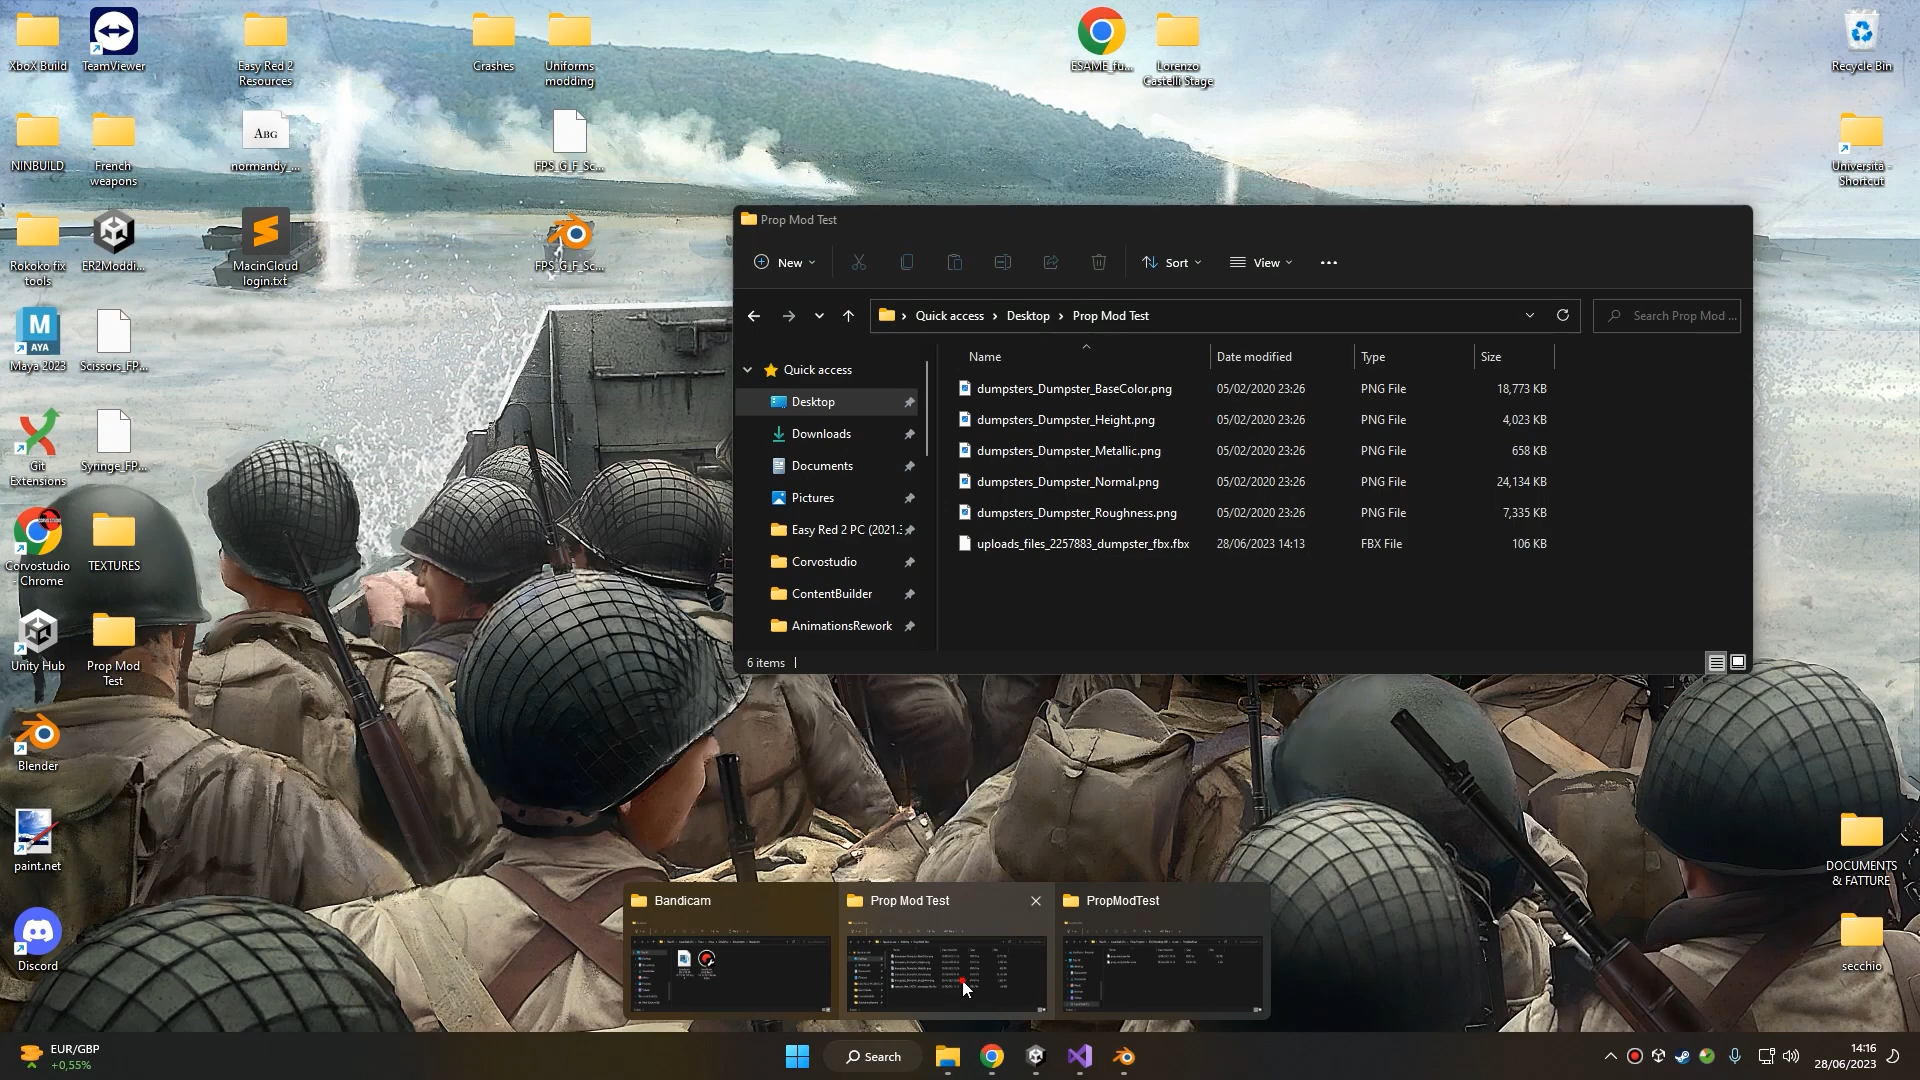 XboX Build
TeamViewer
Easy Red 2
Resources
Crashes
Uniforms
modding
ESAME_fu...
Lorenzo
Castelli Stage
Recycle Bin
NINBUILD
French
weapons
ABG
normandy_...
FPS_G_F_Sc...
Università -
Shortcut
Rokoko fix
tools
ER2Moddi...
MacinCloud
login.txt
FPS_G_F_Sc...
M
AYA
Maya 2023
Scissors_FP...
Git
Extensions
Syringe_FP...
Corvostudio
- Chrome
TEXTURES
Unity Hub
Prop Mod
Test
Blender
paint.net
Discord
DOCUMENTS
& FATTURE
secchio
Prop Mod Test
New
Sort
View
Quick access
Desktop
Prop Mod Test
Search Prop Mod ...
Quick access
Desktop
Downloads
Documents
Pictures
Easy Red 2 PC (2021.3
Corvostudio
ContentBuilder
AnimationsRework
Name Date modified Type Size
dumpsters_Dumpster_BaseColor.png 05/02/2020 23:26 PNG File 18,773 KB
dumpsters_Dumpster_Height.png 05/02/2020 23:26 PNG File 4,023 KB
dumpsters_Dumpster_Metallic.png 05/02/2020 23:26 PNG File 658 KB
dumpsters_Dumpster_Normal.png 05/02/2020 23:26 PNG File 24,134 KB
dumpsters_Dumpster_Roughness.png 05/02/2020 23:26 PNG File 7,335 KB
uploads_files_2257883_dumpster_fbx.fbx 28/06/2023 14:13 FBX File 106 KB
6 items
Bandicam
Prop Mod Test
PropModTest
EUR/GBP
+0,55%
Search
14:16
28/06/2023